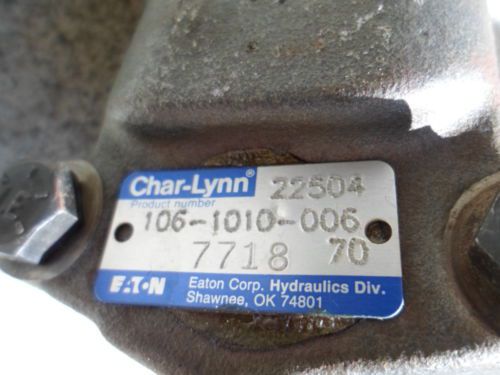 Char-Lynn® 22504
Product number
106-1010-006
7718 70
EATON Eaton Corp. Hydraulics Div.
Shawnee, OK 74801